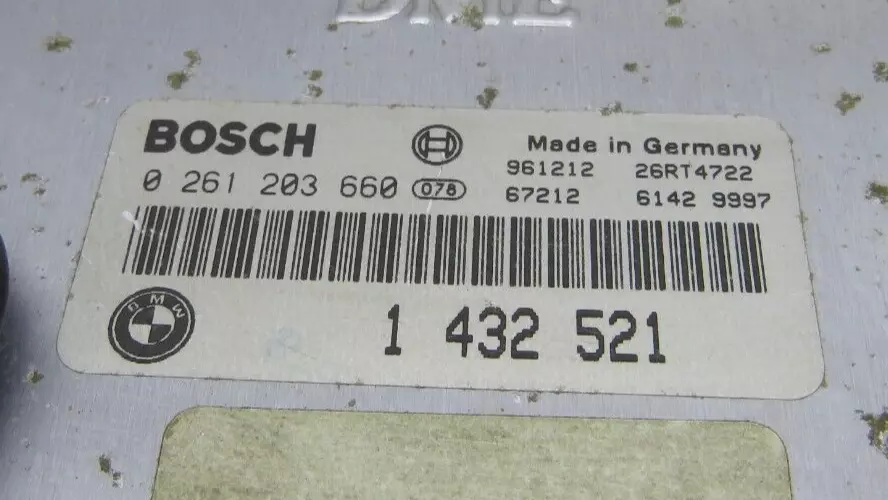 BOSCH
Made in Germany
961212 26RT4722
0 261 203 660 078
67212 6142 9997
BMW
1 432 521